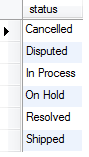 status
Cancelled
Disputed
In Process
On Hold
Resolved
Shipped